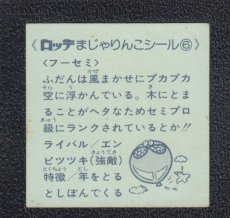 ロッテまじゃりんこシール⑥
<フーセミ>
ふだんは風まかせにプカプカ
空に浮かんでいる。木にとま
ることがヘタなためセミプロ
級にランクされているとか!!
ライバル/エン
ピツツキ(強敵)
特徴/年をとる
としぼんでくる